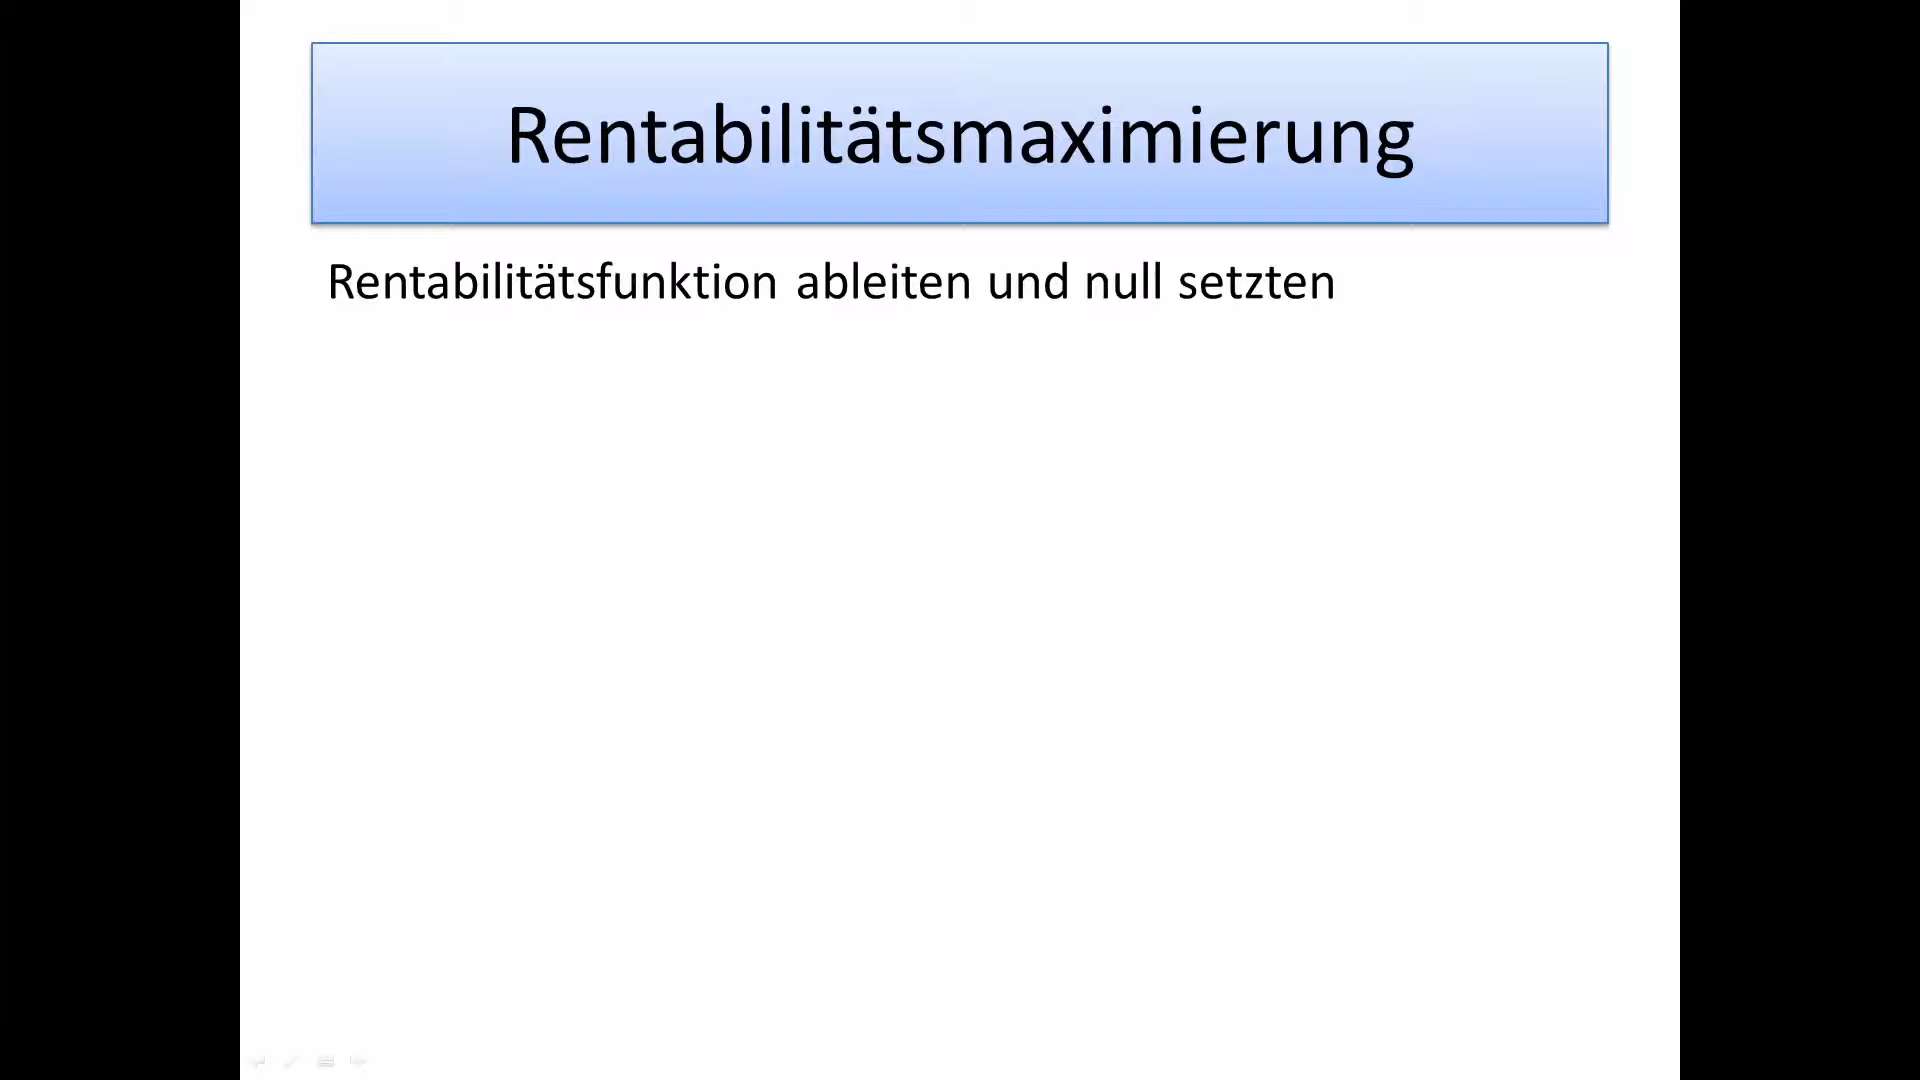 Rentabilitätsmaximierung
Rentabilitätsfunktion ableiten und null setzten